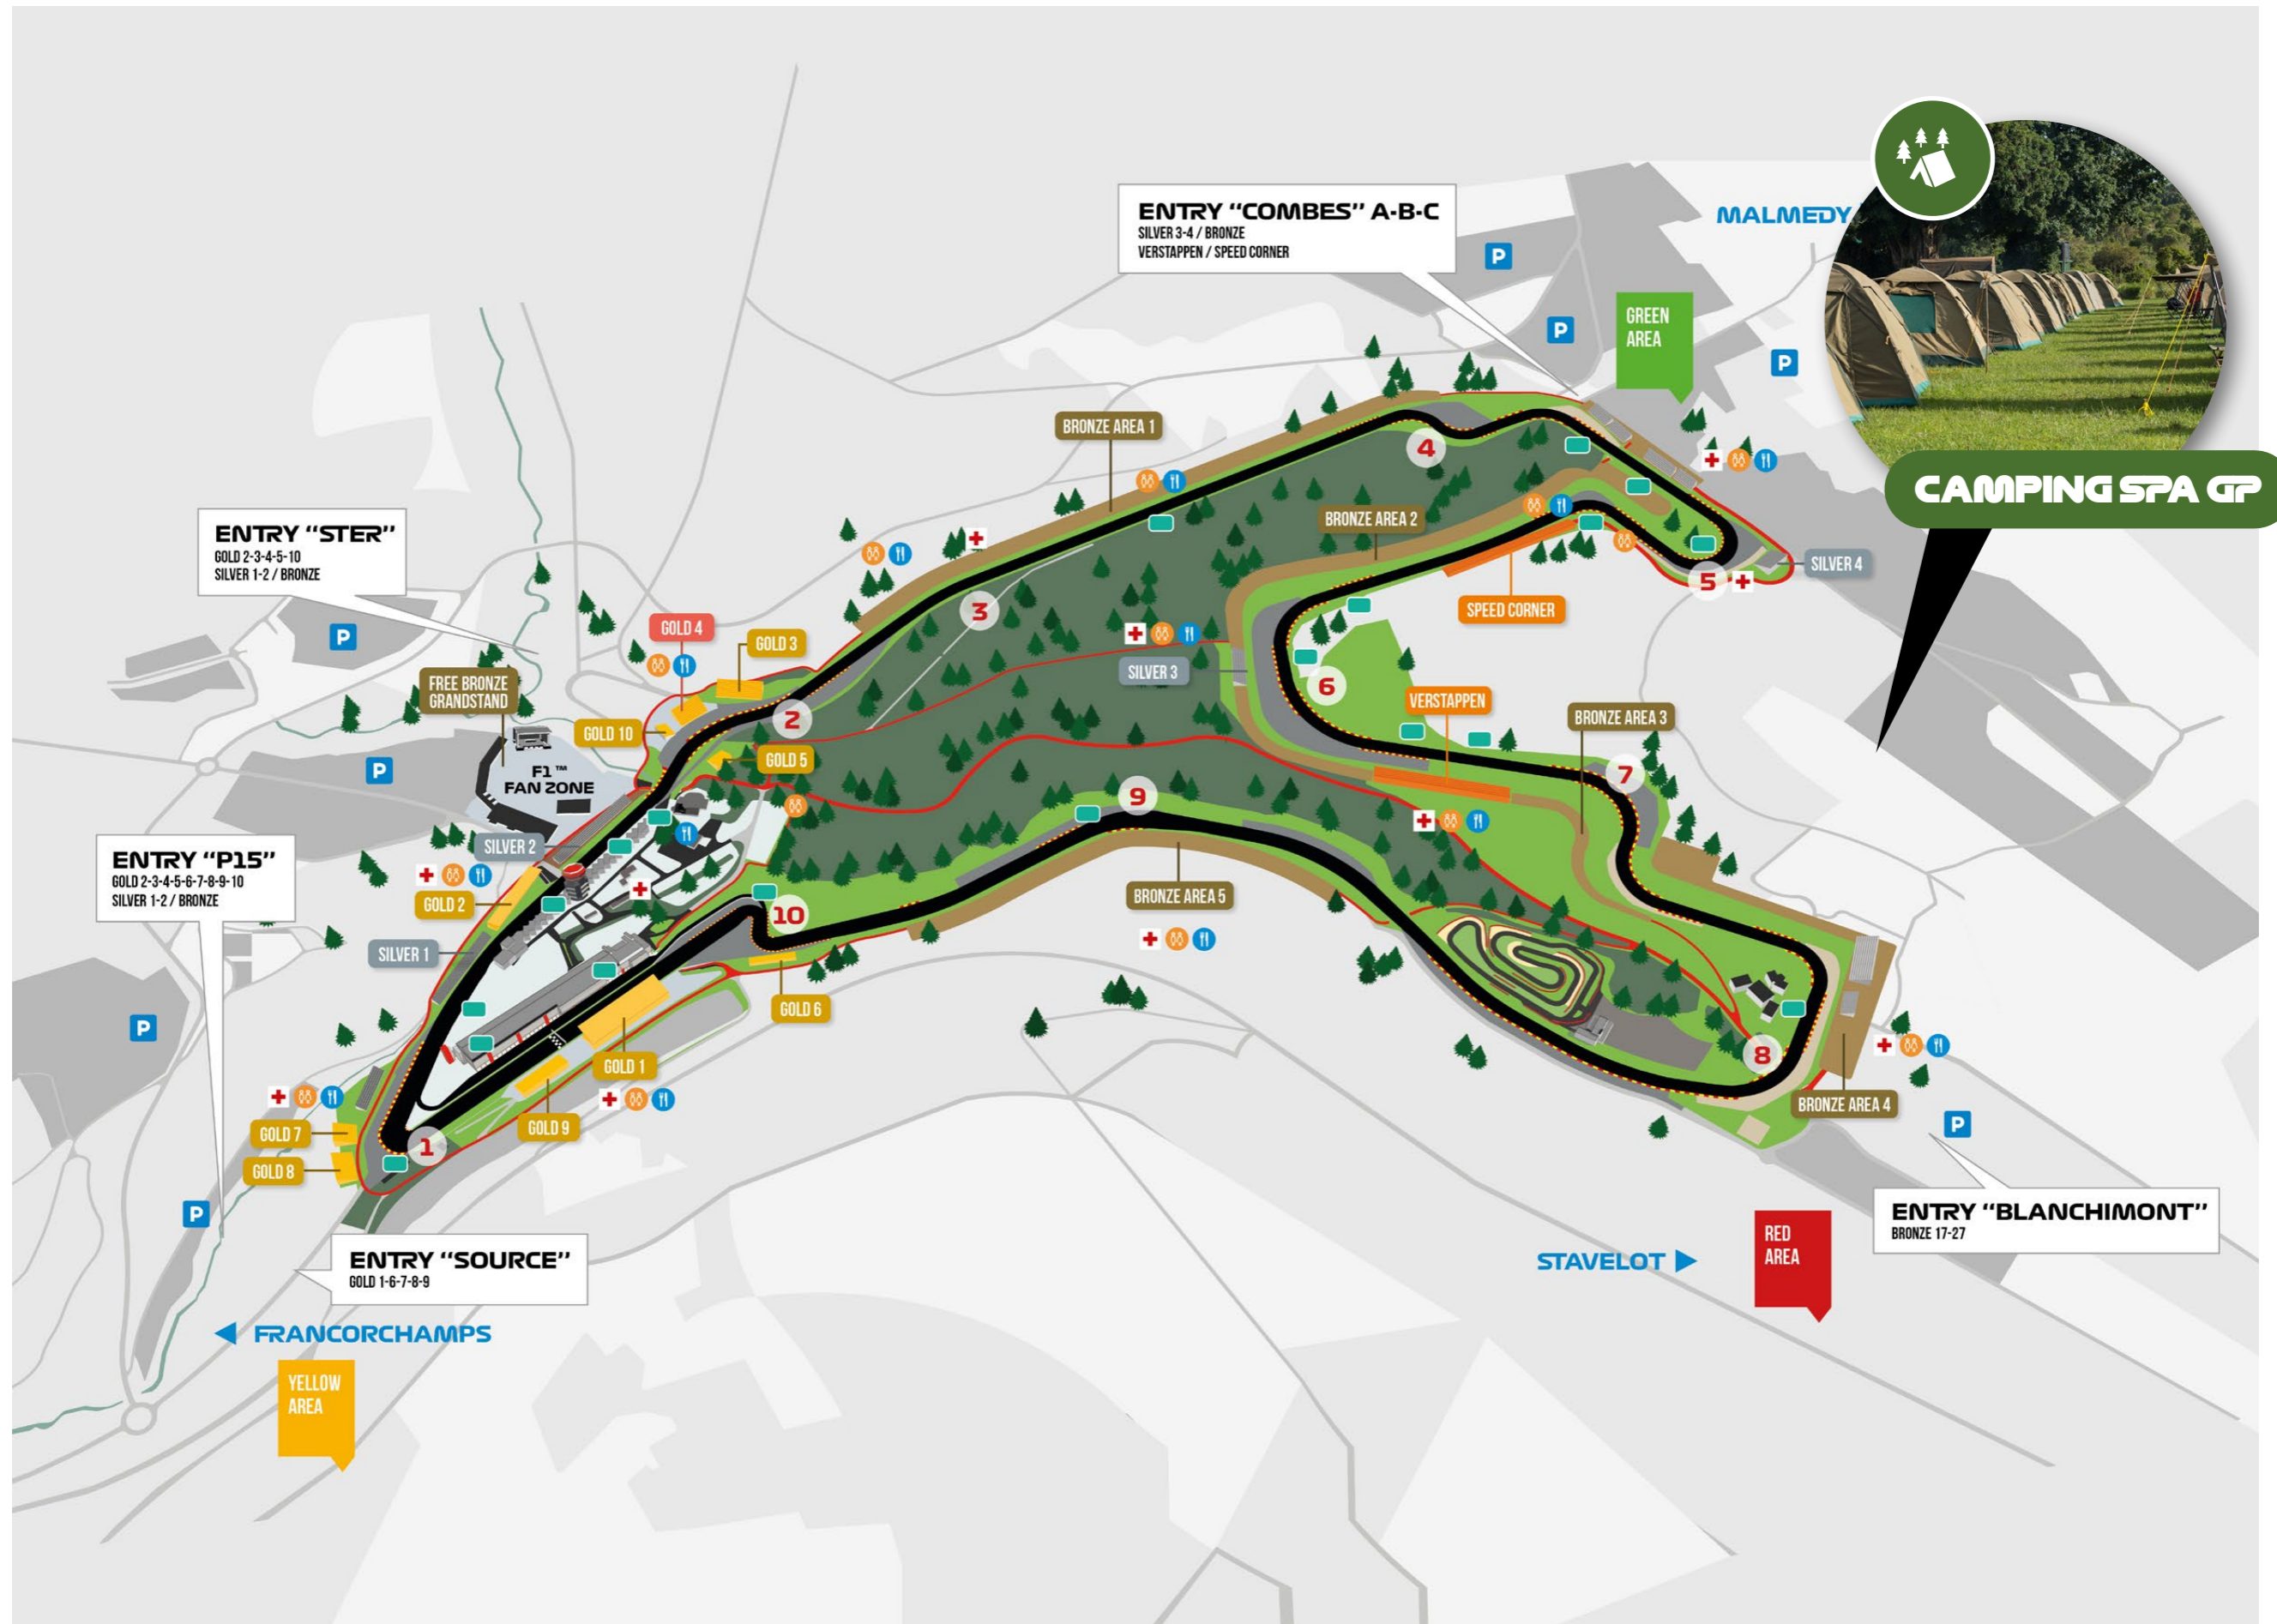 ENTRY “COMBES” A-B-C
SILVER 3-4 / BRONZE
VERSTAPPEN / SPEED CORNER
MALMEDY
P
P
GREEN
AREA
P
CAMPING SPA GP
BRONZE AREA 1
4
BRONZE AREA 2
ENTRY “STER”
GOLD 2-3-4-5-10
SILVER 1-2 / BRONZE
3
5
SILVER 4
SPEED CORNER
P
GOLD 4
GOLD 3
SILVER 3
6
FREE BRONZE
GRANDSTAND
VERSTAPPEN
2
BRONZE AREA 3
GOLD 10
GOLD 5
P
F1™
FAN ZONE
7
9
SILVER 2
ENTRY “P15”
GOLD 2-3-4-5-6-7-8-9-10
SILVER 1-2 / BRONZE
GOLD 2
BRONZE AREA 5
10
SILVER 1
GOLD 6
P
GOLD 1
8
GOLD 9
GOLD 7
1
GOLD 8
BRONZE AREA 4
P
P
ENTRY “BLANCHIMONT”
BRONZE 17-27
ENTRY “SOURCE”
GOLD 1-6-7-8-9
STAVELOT
RED
AREA
FRANCORCHAMPS
YELLOW
AREA